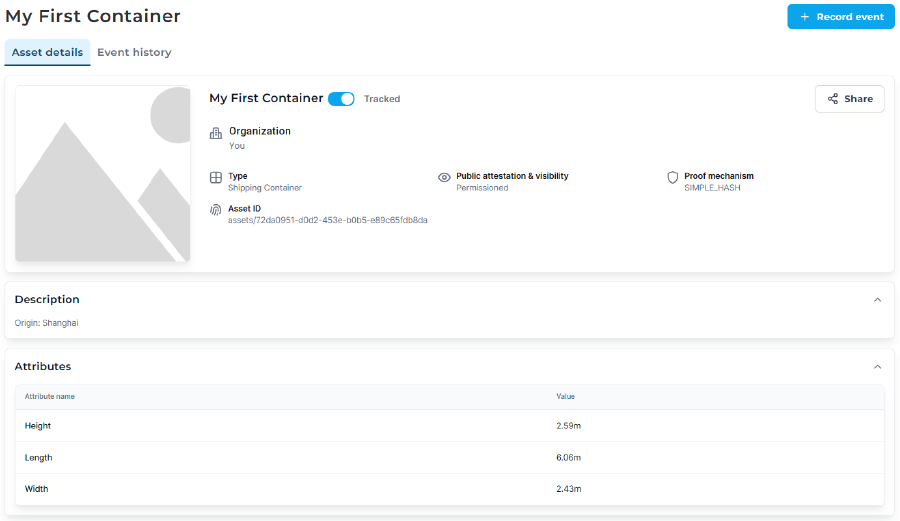 My First Container
+ Record event
Asset details
Event history
My First Container
Tracked
Share
Organization
You
Type
Shipping Container
Public attestation & visibility
Permissioned
Proof mechanism
SIMPLE_HASH
Asset ID
assets/72da0951-d0d2-453e-b0b5-e89c65fdb8da
Description
Origin: Shanghai
Attributes
Attribute name
Value
Height
2.59m
Length
6.06m
Width
2.43m